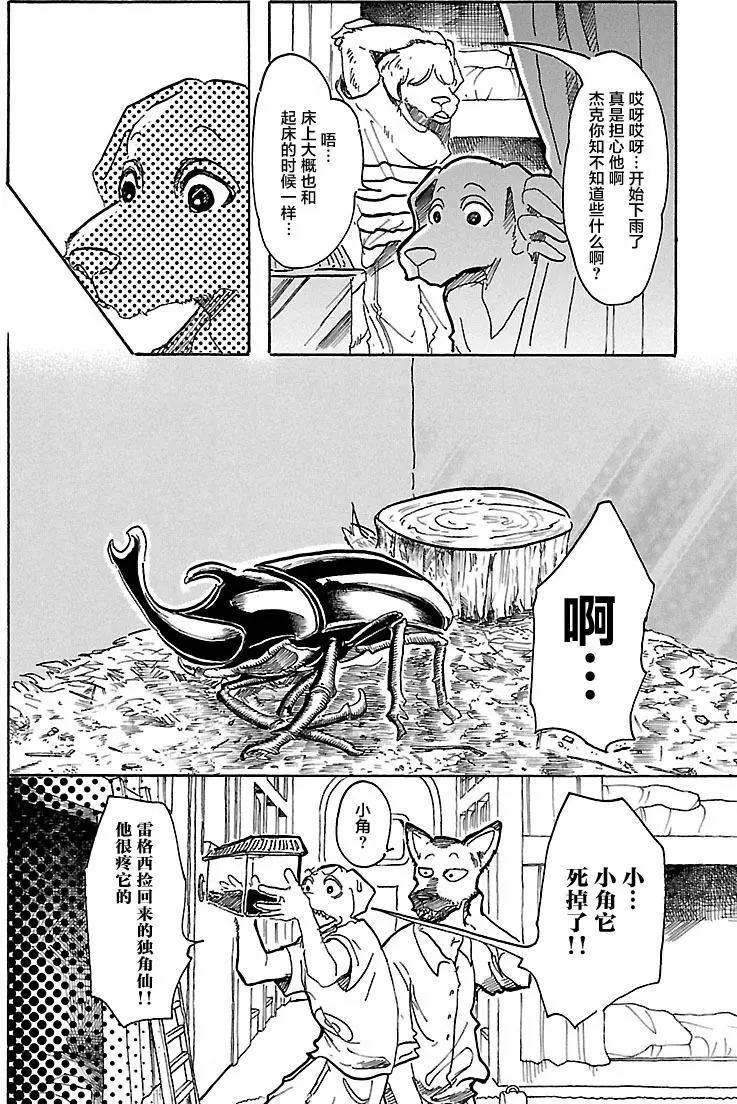 哎呀哎呀…开始下雨了
真是担心他啊
杰克你知不知道些什么啊？
唔…
床上大概也和
起床的时候一样…
啊…
小…
小角它
死掉了!!
小角？
雷格西捡回来的独角仙!!
他很疼它的